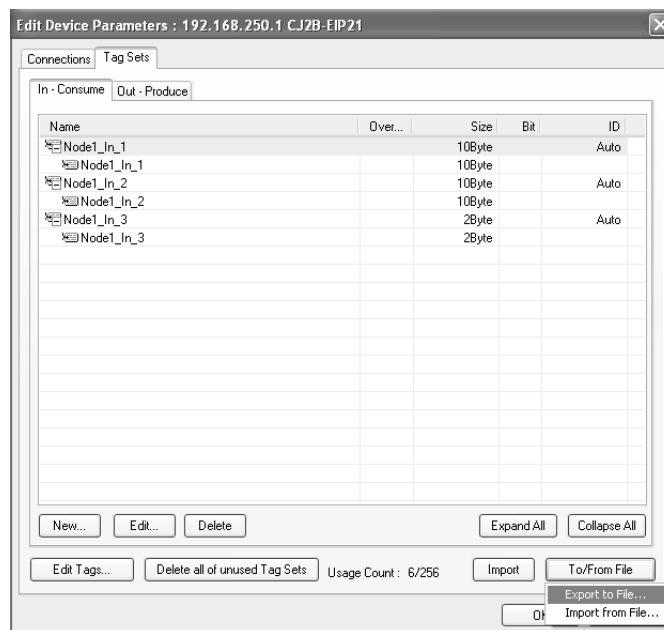 Edit Device Parameters : 192.168.250.1 CJ2B-EIP21
Connections Tag Sets
In - Consume Out - Produce
Name Over... Size Bit ID
Node1_In_1 10Byte Auto
Node1_In_1 10Byte
Node1_In_2 10Byte Auto
Node1_In_2 10Byte
Node1_In_3 2Byte Auto
Node1_In_3 2Byte
New... Edit... Delete Expand All Collapse All
Edit Tags... Delete all of unused Tag Sets Usage Count : 6/256 Import To/From File
Export to File...
Import from File...